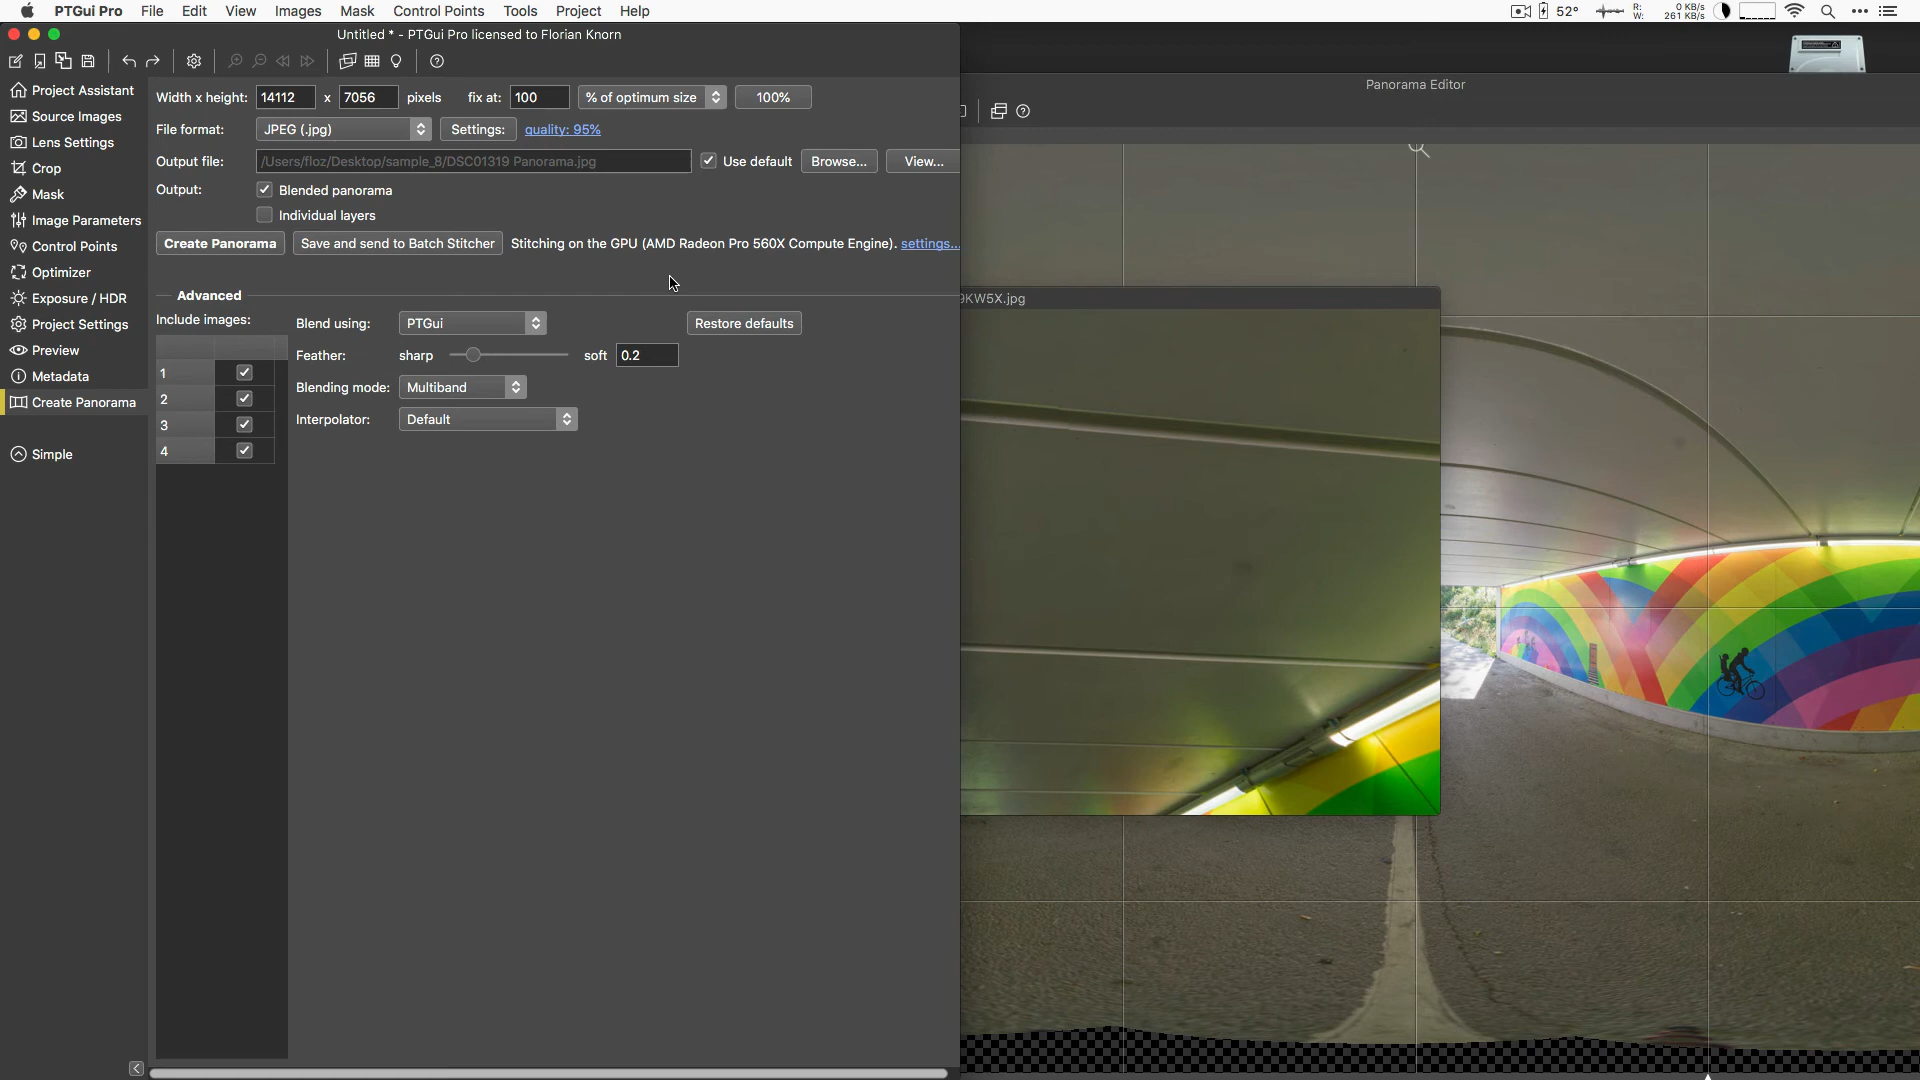 PTGui Pro File Edit View Images Mask Control Points Tools Project Help 52° R: W: 0 KB/s 261 KB/s
Untitled * - PTGui Pro licensed to Florian Knorn
Panorama Editor
Project Assistant
Source Images
Lens Settings
Crop
Mask
Image Parameters
Control Points
Optimizer
Exposure / HDR
Project Settings
Preview
Metadata
Create Panorama
Simple
Width x height: 14112 x 7056 pixels fix at: 100 % of optimum size 100%
File format: JPEG (.jpg) Settings: quality: 95%
Output file: /Users/floz/Desktop/sample_8/DSC01319 Panorama.jpg Use default Browse... View...
Output: Blended panorama
Individual layers
Create Panorama Save and send to Batch Stitcher Stitching on the GPU (AMD Radeon Pro 560X Compute Engine). settings...
Advanced
Include images:
1
2
3
4
Blend using: PTGui Restore defaults
Feather: sharp soft 0.2
Blending mode: Multiband
Interpolator: Default
9KW5X.jpg